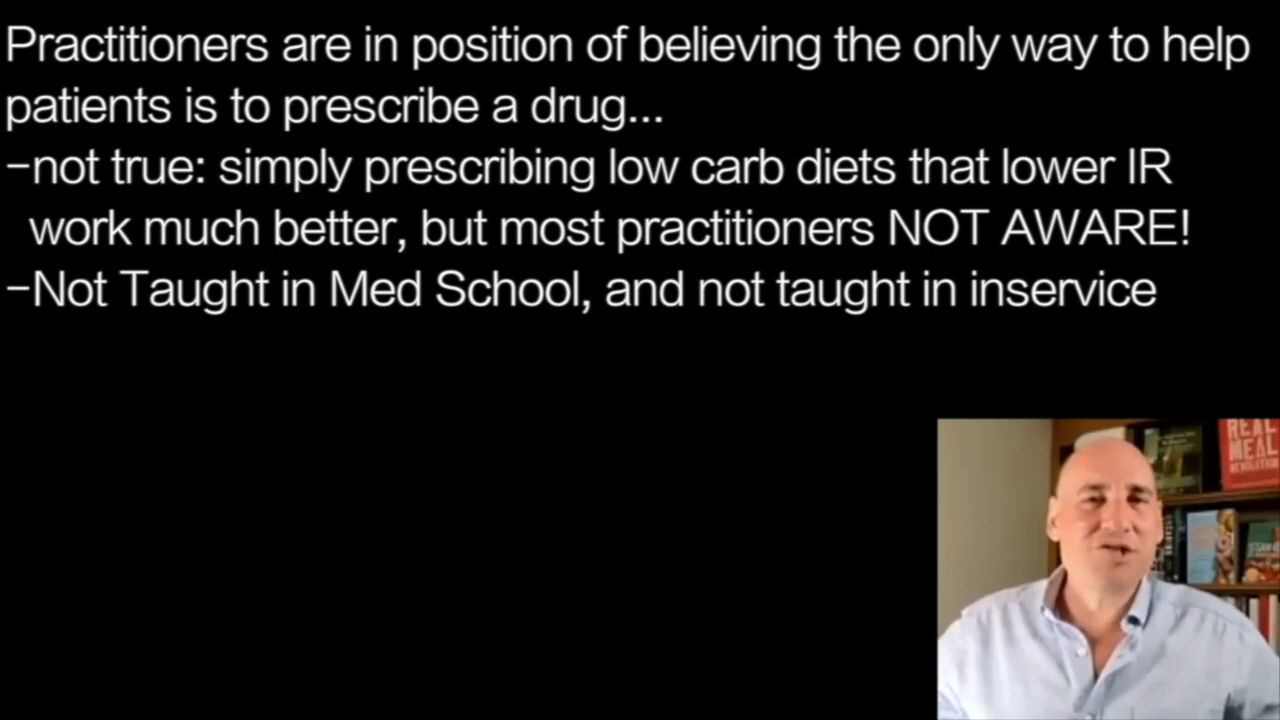 Practitioners are in position of believing the only way to help
patients is to prescribe a drug...
−not true: simply prescribing low carb diets that lower IR
work much better, but most practitioners NOT AWARE!
−Not Taught in Med School, and not taught in inservice
REAL
MEAL
REVOLUTION